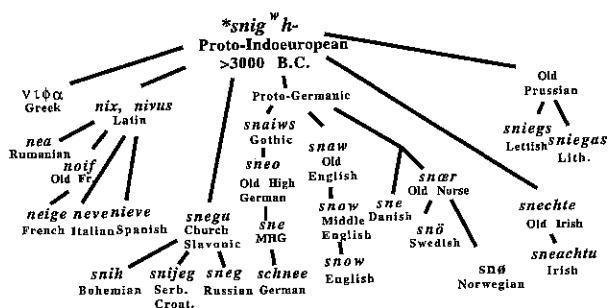 *snigʷh-
Proto-Indoeuropean
>3000 B.C.
νιφα
Greek
nix, nivus
Latin
nea
Rumanian
noif
Old Fr.
neige
French
neve
Italian
nieve
Spanish
snegu
Church
Slavonic
snih
Bohemian
snijeg
Serb.
Croat.
sneg
Russian
Proto-Germanic
snaiws
Gothic
sneo
Old High
German
sne
MHG
schnee
German
snaw
Old
English
snow
Middle
English
snow
English
sne
Danish
snær
Old Norse
snö
Swedish
snø
Norwegian
snechte
Old Irish
sneachtu
Irish
Old
Prussian
sniegs
Lettish
sniegas
Lith.